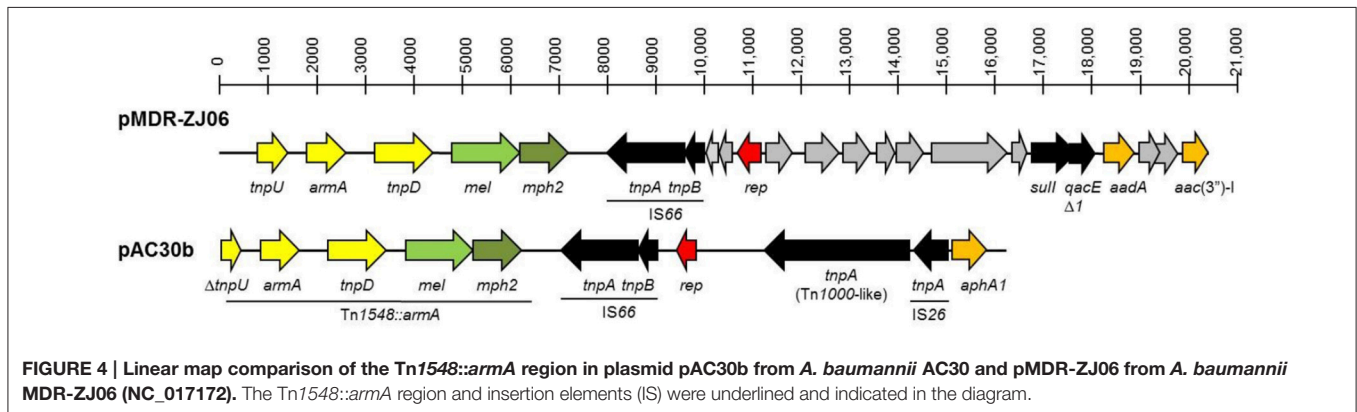 0 1000 2000 3000 4000 5000 6000 7000 8000 9000 10,000 11,000 12,000 13,000 14,000 15,000 16,000 17,000 18,000 19,000 20,000 21,000
pMDR-ZJ06
tnpU armA tnpD mel mph2 tnpA tnpB rep sulI qacE aadA aac(3”)-I
Δ1
IS66
pAC30b
ΔtnpU armA tnpD mel mph2 tnpA tnpB rep tnpA tnpA aphA1
(Tn1000-like)
Tn1548::armA IS66 IS26
FIGURE 4 | Linear map comparison of the Tn1548::armA region in plasmid pAC30b from A. baumannii AC30 and pMDR-ZJ06 from A. baumannii
MDR-ZJ06 (NC_017172). The Tn1548::armA region and insertion elements (IS) were underlined and indicated in the diagram.